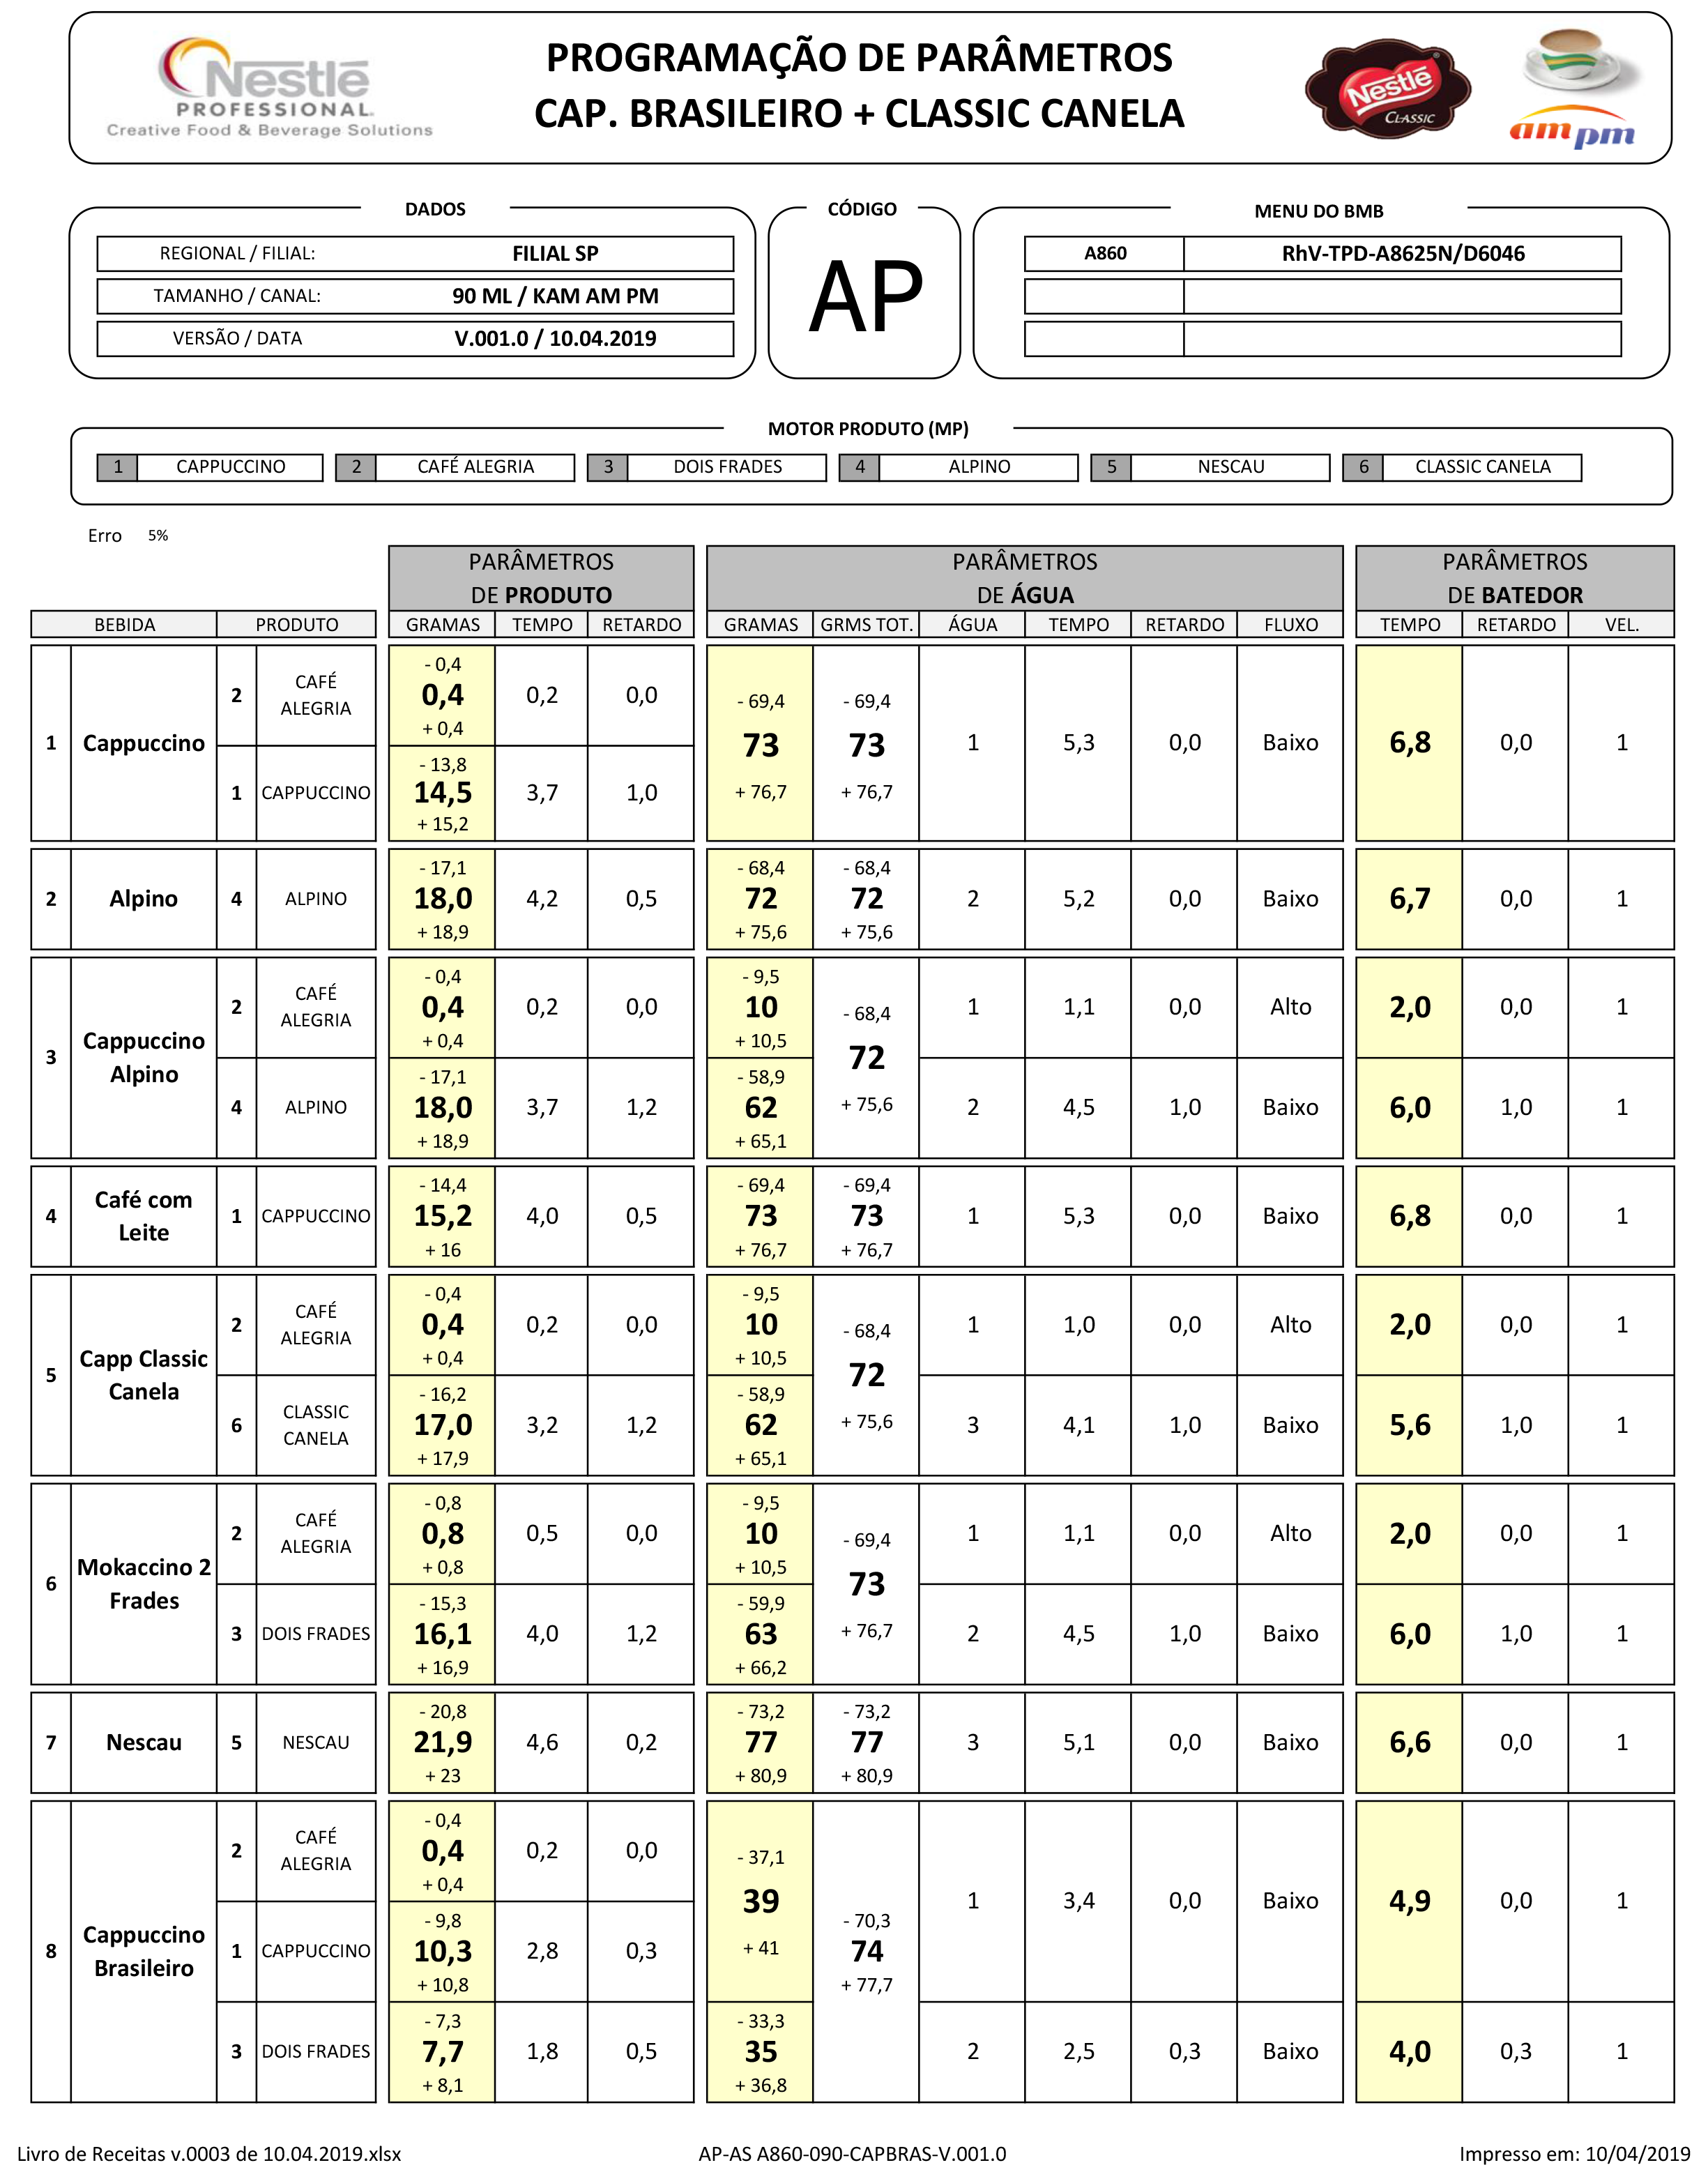 Nestlé
PROFESSIONAL.
Creative Food & Beverage Solutions
PROGRAMAÇÃO DE PARÂMETROS
CAP. BRASILEIRO + CLASSIC CANELA
Nestlé
CLASSIC
am pm
DADOS
REGIONAL / FILIAL: FILIAL SP
TAMANHO / CANAL: 90 ML / KAM AM PM
VERSÃO / DATA V.001.0 / 10.04.2019
CÓDIGO
AP
MENU DO BMB
A860 RhV-TPD-A8625N/D6046
MOTOR PRODUTO (MP)
1 CAPPUCCINO 2 CAFÉ ALEGRIA 3 DOIS FRADES 4 ALPINO 5 NESCAU 6 CLASSIC CANELA
Erro 5%
PARÂMETROS
DE PRODUTO
PARÂMETROS
DE ÁGUA
PARÂMETROS
DE BATEDOR
BEBIDA PRODUTO GRAMAS TEMPO RETARDO GRAMAS GRMS TOT. ÁGUA TEMPO RETARDO FLUXO TEMPO RETARDO VEL.
1 Cappuccino
2 CAFÉ
ALEGRIA
- 0,4
0,4 0,2 0,0
+ 0,4
1 CAPPUCCINO
- 13,8
14,5 3,7 1,0
+ 15,2
- 69,4 - 69,4
73 73 1 5,3 0,0 Baixo 6,8 0,0 1
+ 76,7 + 76,7
- 17,1 - 68,4 - 68,4
2 Alpino 4 ALPINO 18,0 4,2 0,5 72 72 2 5,2 0,0 Baixo 6,7 0,0 1
+ 18,9 + 75,6 + 75,6
3 Cappuccino
Alpino
2 CAFÉ
ALEGRIA
- 0,4 - 9,5
0,4 0,2 0,0 10 1 1,1 0,0 Alto 2,0 0,0 1
+ 0,4 + 10,5
- 68,4
72
+ 75,6
- 17,1 - 58,9
4 ALPINO 18,0 3,7 1,2 62 2 4,5 1,0 Baixo 6,0 1,0 1
+ 18,9 + 65,1
4 Café com
Leite
- 14,4 - 69,4 - 69,4
1 CAPPUCCINO 15,2 4,0 0,5 73 73 1 5,3 0,0 Baixo 6,8 0,0 1
+ 16 + 76,7 + 76,7
5 Capp Classic
Canela
2 CAFÉ
ALEGRIA
- 0,4 - 9,5
0,4 0,2 0,0 10 1 1,0 0,0 Alto 2,0 0,0 1
+ 0,4 + 10,5
- 68,4
72
+ 75,6
6 CLASSIC
CANELA
- 16,2 - 58,9
17,0 3,2 1,2 62 3 4,1 1,0 Baixo 5,6 1,0 1
+ 17,9 + 65,1
6 Mokaccino 2
Frades
2 CAFÉ
ALEGRIA
- 0,8 - 9,5
0,8 0,5 0,0 10 1 1,1 0,0 Alto 2,0 0,0 1
+ 0,8 + 10,5
- 69,4
73
+ 76,7
- 15,3 - 59,9
3 DOIS FRADES 16,1 4,0 1,2 63 2 4,5 1,0 Baixo 6,0 1,0 1
+ 16,9 + 66,2
- 20,8 - 73,2 - 73,2
7 Nescau 5 NESCAU 21,9 4,6 0,2 77 77 3 5,1 0,0 Baixo 6,6 0,0 1
+ 23 + 80,9 + 80,9
8 Cappuccino
Brasileiro
2 CAFÉ
ALEGRIA
- 0,4
0,4 0,2 0,0
+ 0,4
- 9,8
1 CAPPUCCINO 10,3 2,8 0,3
+ 10,8
- 37,1
39 1 3,4 0,0 Baixo 4,9 0,0 1
+ 41
- 70,3
74
+ 77,7
- 7,3 - 33,3
3 DOIS FRADES 7,7 1,8 0,5 35 2 2,5 0,3 Baixo 4,0 0,3 1
+ 8,1 + 36,8
Livro de Receitas v.0003 de 10.04.2019.xlsx AP-AS A860-090-CAPBRAS-V.001.0 Impresso em: 10/04/2019